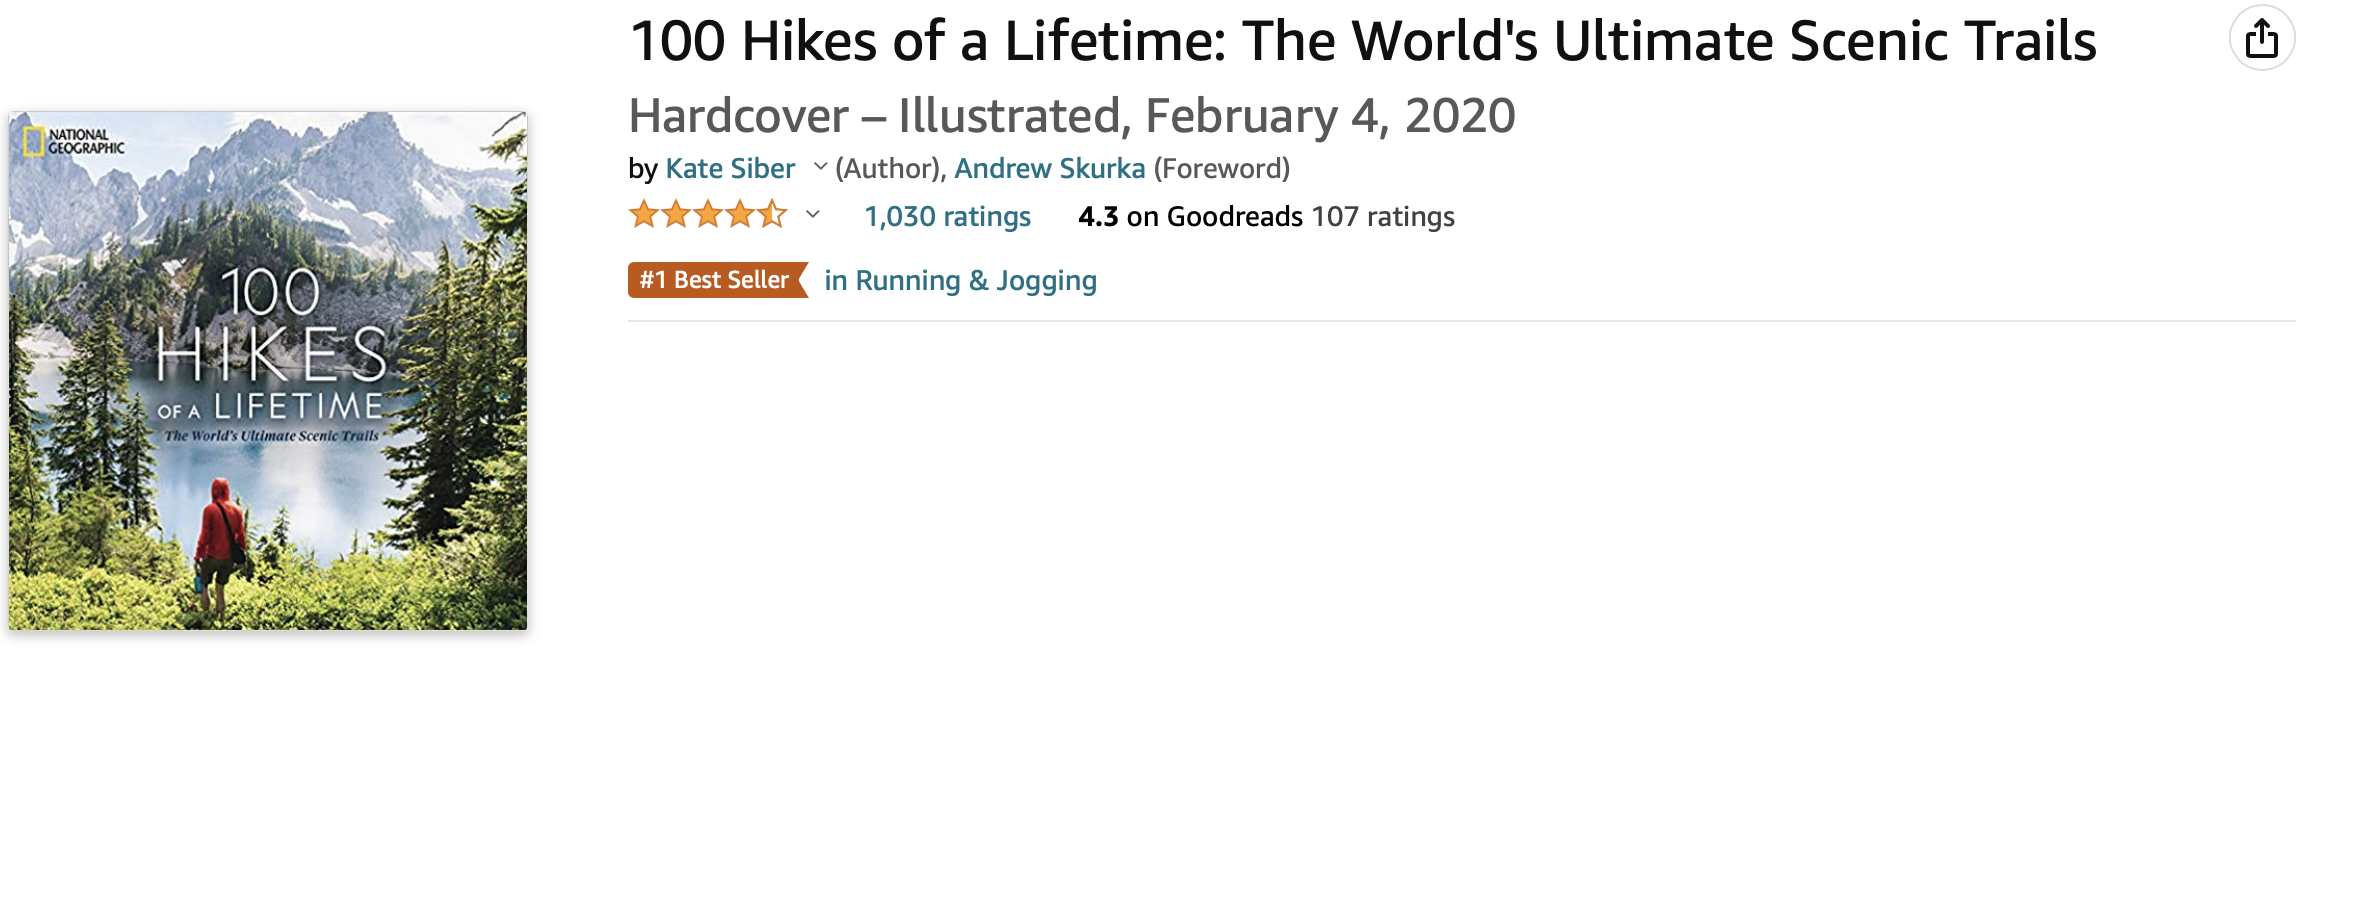 100 Hikes of a Lifetime: The World's Ultimate Scenic Trails
Hardcover – Illustrated, February 4, 2020
by Kate Siber (Author), Andrew Skurka (Foreword)
1,030 ratings 4.3 on Goodreads 107 ratings
#1 Best Seller in Running & Jogging
NATIONAL
GEOGRAPHIC
100
HIKES
OF A LIFETIME
The World's Ultimate Scenic Trails